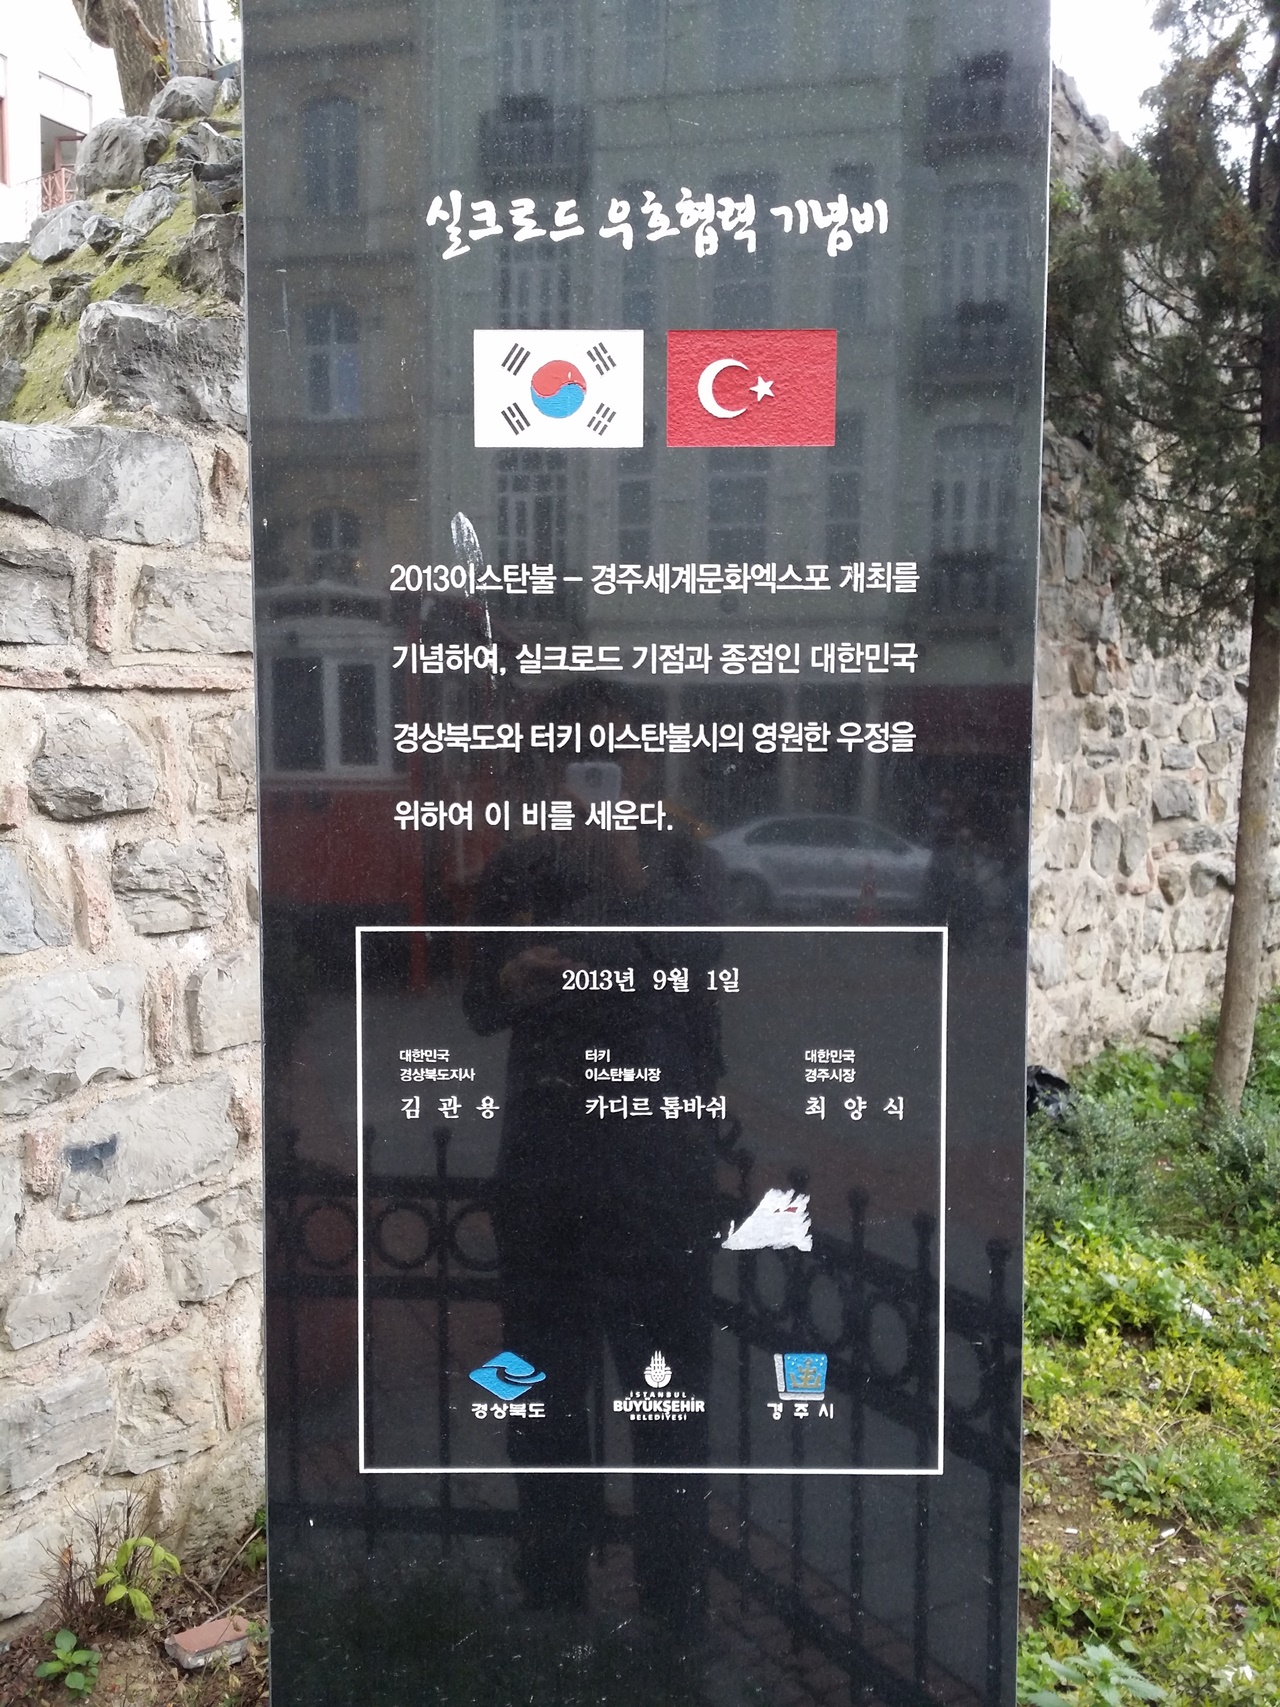 실크로드 우호협력 기념비
2013이스탄불 – 경주세계문화엑스포 개최를
기념하여, 실크로드 기점과 종점인 대한민국
경상북도와 터키 이스탄불시의 영원한 우정을
위하여 이 비를 세운다.
2013년 9월 1일
대한민국
경상북도지사
김 관 용
터키
이스탄불시장
카디르 톱바쉬
대한민국
경주시장
최 양 식
경상북도
İSTANBUL
BÜYÜKŞEHİR
BELEDİYESİ
경 주 시